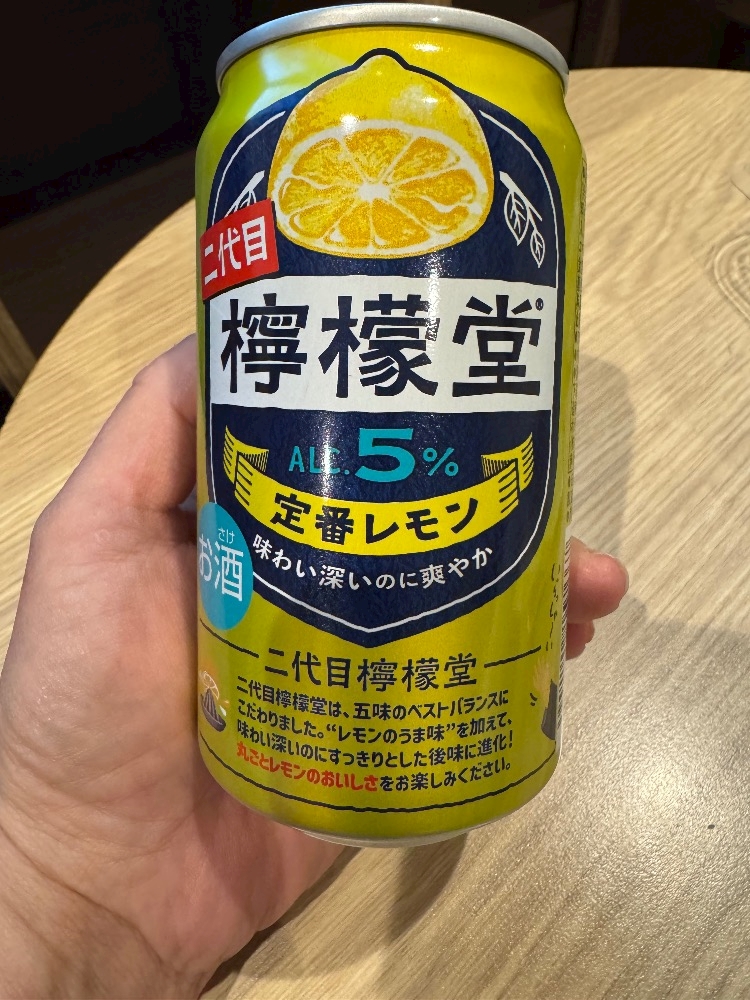 二代目
檸檬堂
ALC.5%
定番レモン
味わい深いのに爽やか
さけ
お酒
二代目檸檬堂
二代目檸檬堂は、五味のベストバランスに
こだわりました。“レモンのうま味”を加えて、
味わい深いのにすっきりとした後味に進化!
丸ごとレモンのおいしさをお楽しみください。